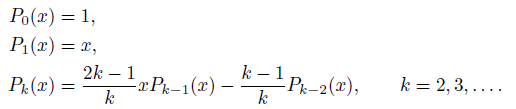 P_0(x) = 1,
P_1(x) = x,
P_k(x) = \frac{2k − 1}{k} x P_{k−1}(x) − \frac{k − 1}{k} P_{k−2}(x), k = 2, 3, . . . .